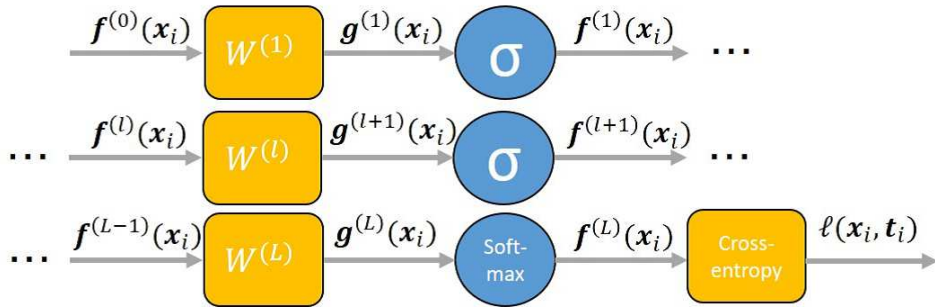 f^{(0)}(x_i) W^{(1)} g^{(1)}(x_i) σ f^{(1)}(x_i) ...
... f^{(l)}(x_i) W^{(l)} g^{(l+1)}(x_i) σ f^{(l+1)}(x_i) ...
... f^{(L-1)}(x_i) W^{(L)} g^{(L)}(x_i) Soft-
max f^{(L)}(x_i) Cross-
entropy ℓ(x_i, t_i)